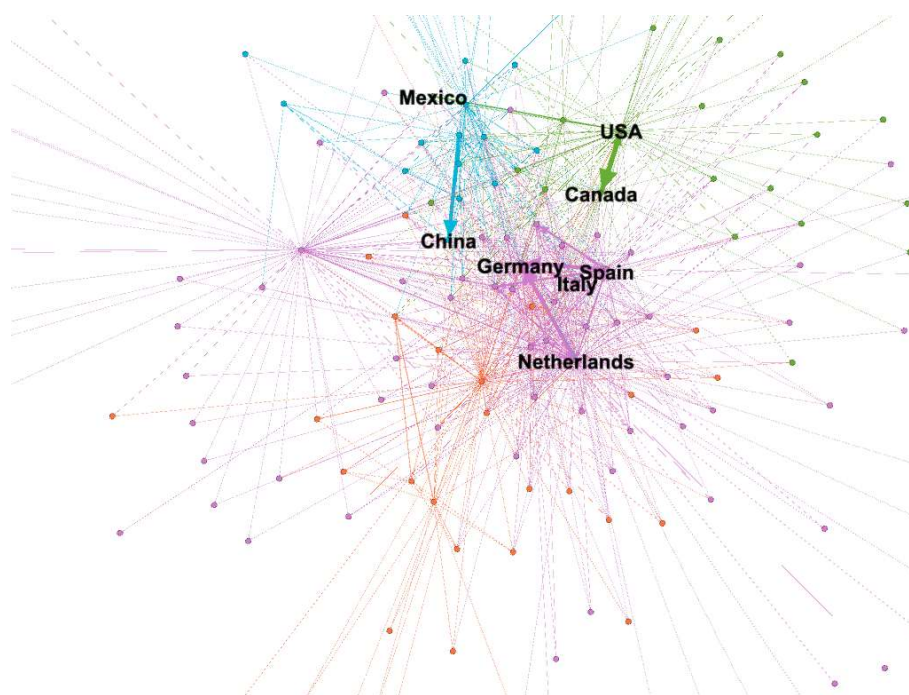 Mexico
USA
Canada
China
Germany
Spain
Italy
Netherlands